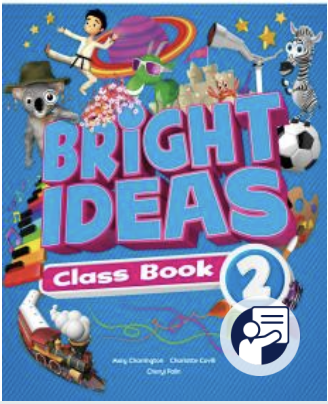 BRIGHT
IDEAS
Class Book 2
Mary Charrington Charlotte Covill
Cheryl Palin